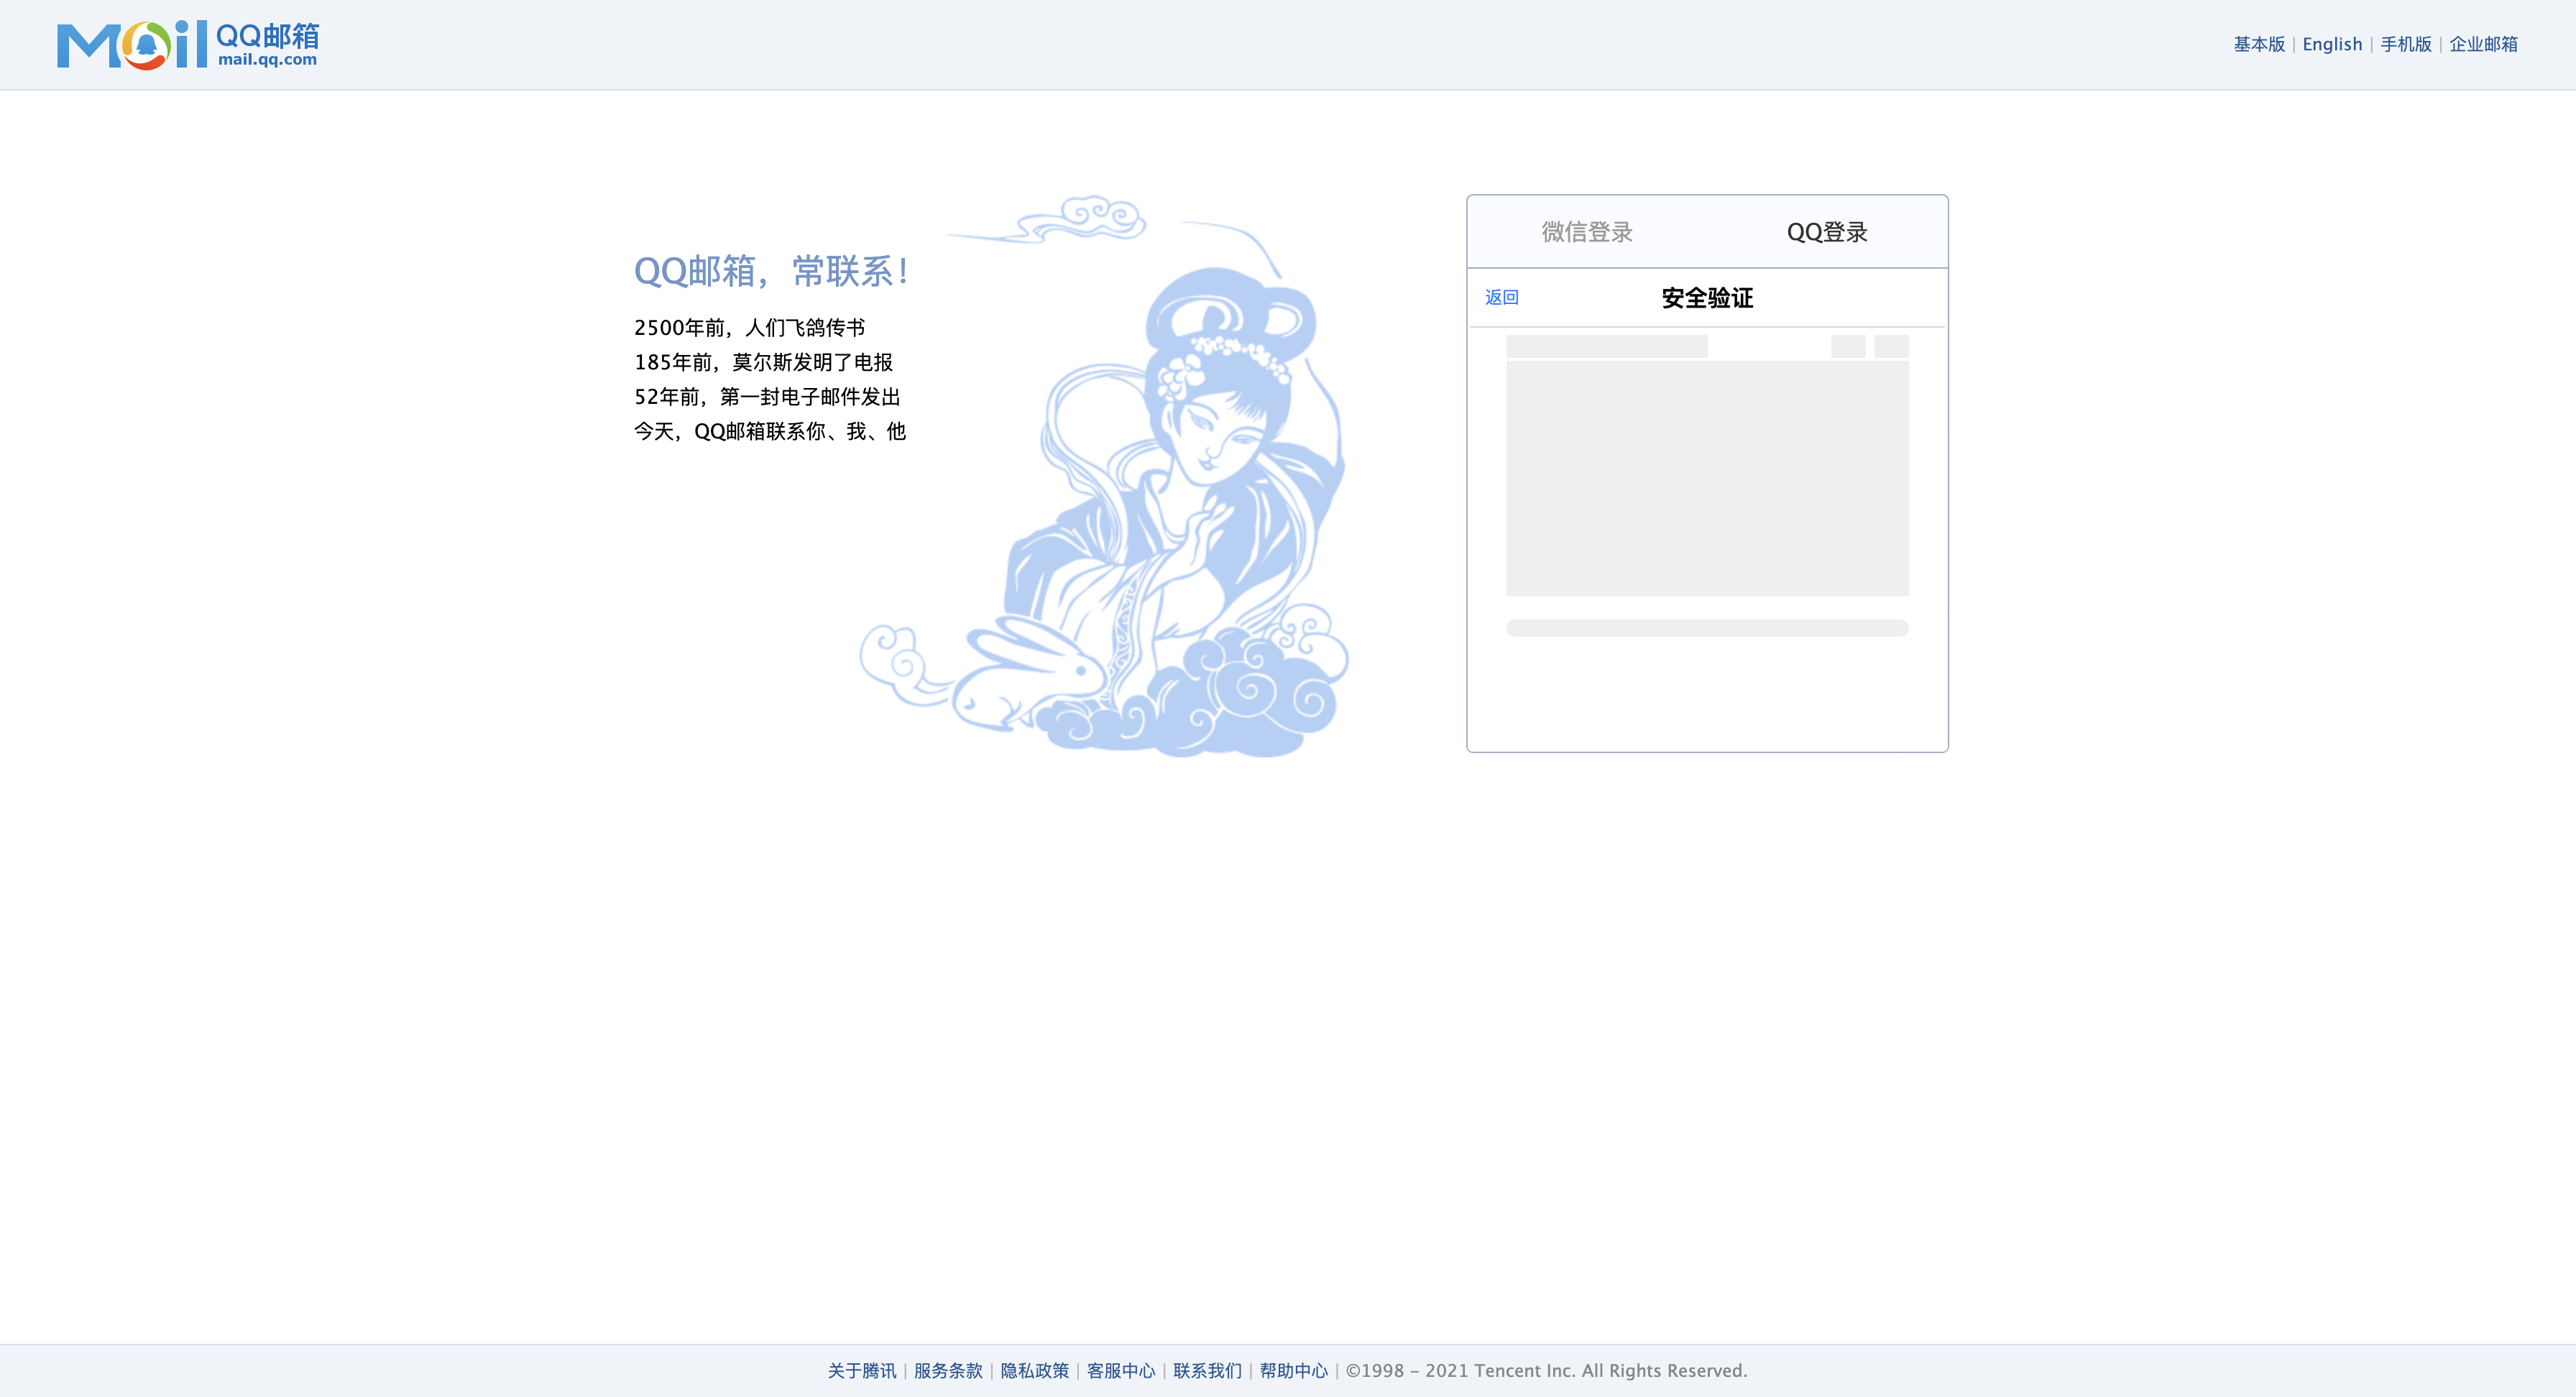 Mail QQ邮箱
mail.qq.com
基本版 | English | 手机版 | 企业邮箱
QQ邮箱，常联系！
2500年前，人们飞鸽传书
185年前，莫尔斯发明了电报
52年前，第一封电子邮件发出
今天，QQ邮箱联系你、我、他
微信登录 QQ登录
返回 安全验证
关于腾讯 | 服务条款 | 隐私政策 | 客服中心 | 联系我们 | 帮助中心 | ©1998 - 2021 Tencent Inc. All Rights Reserved.